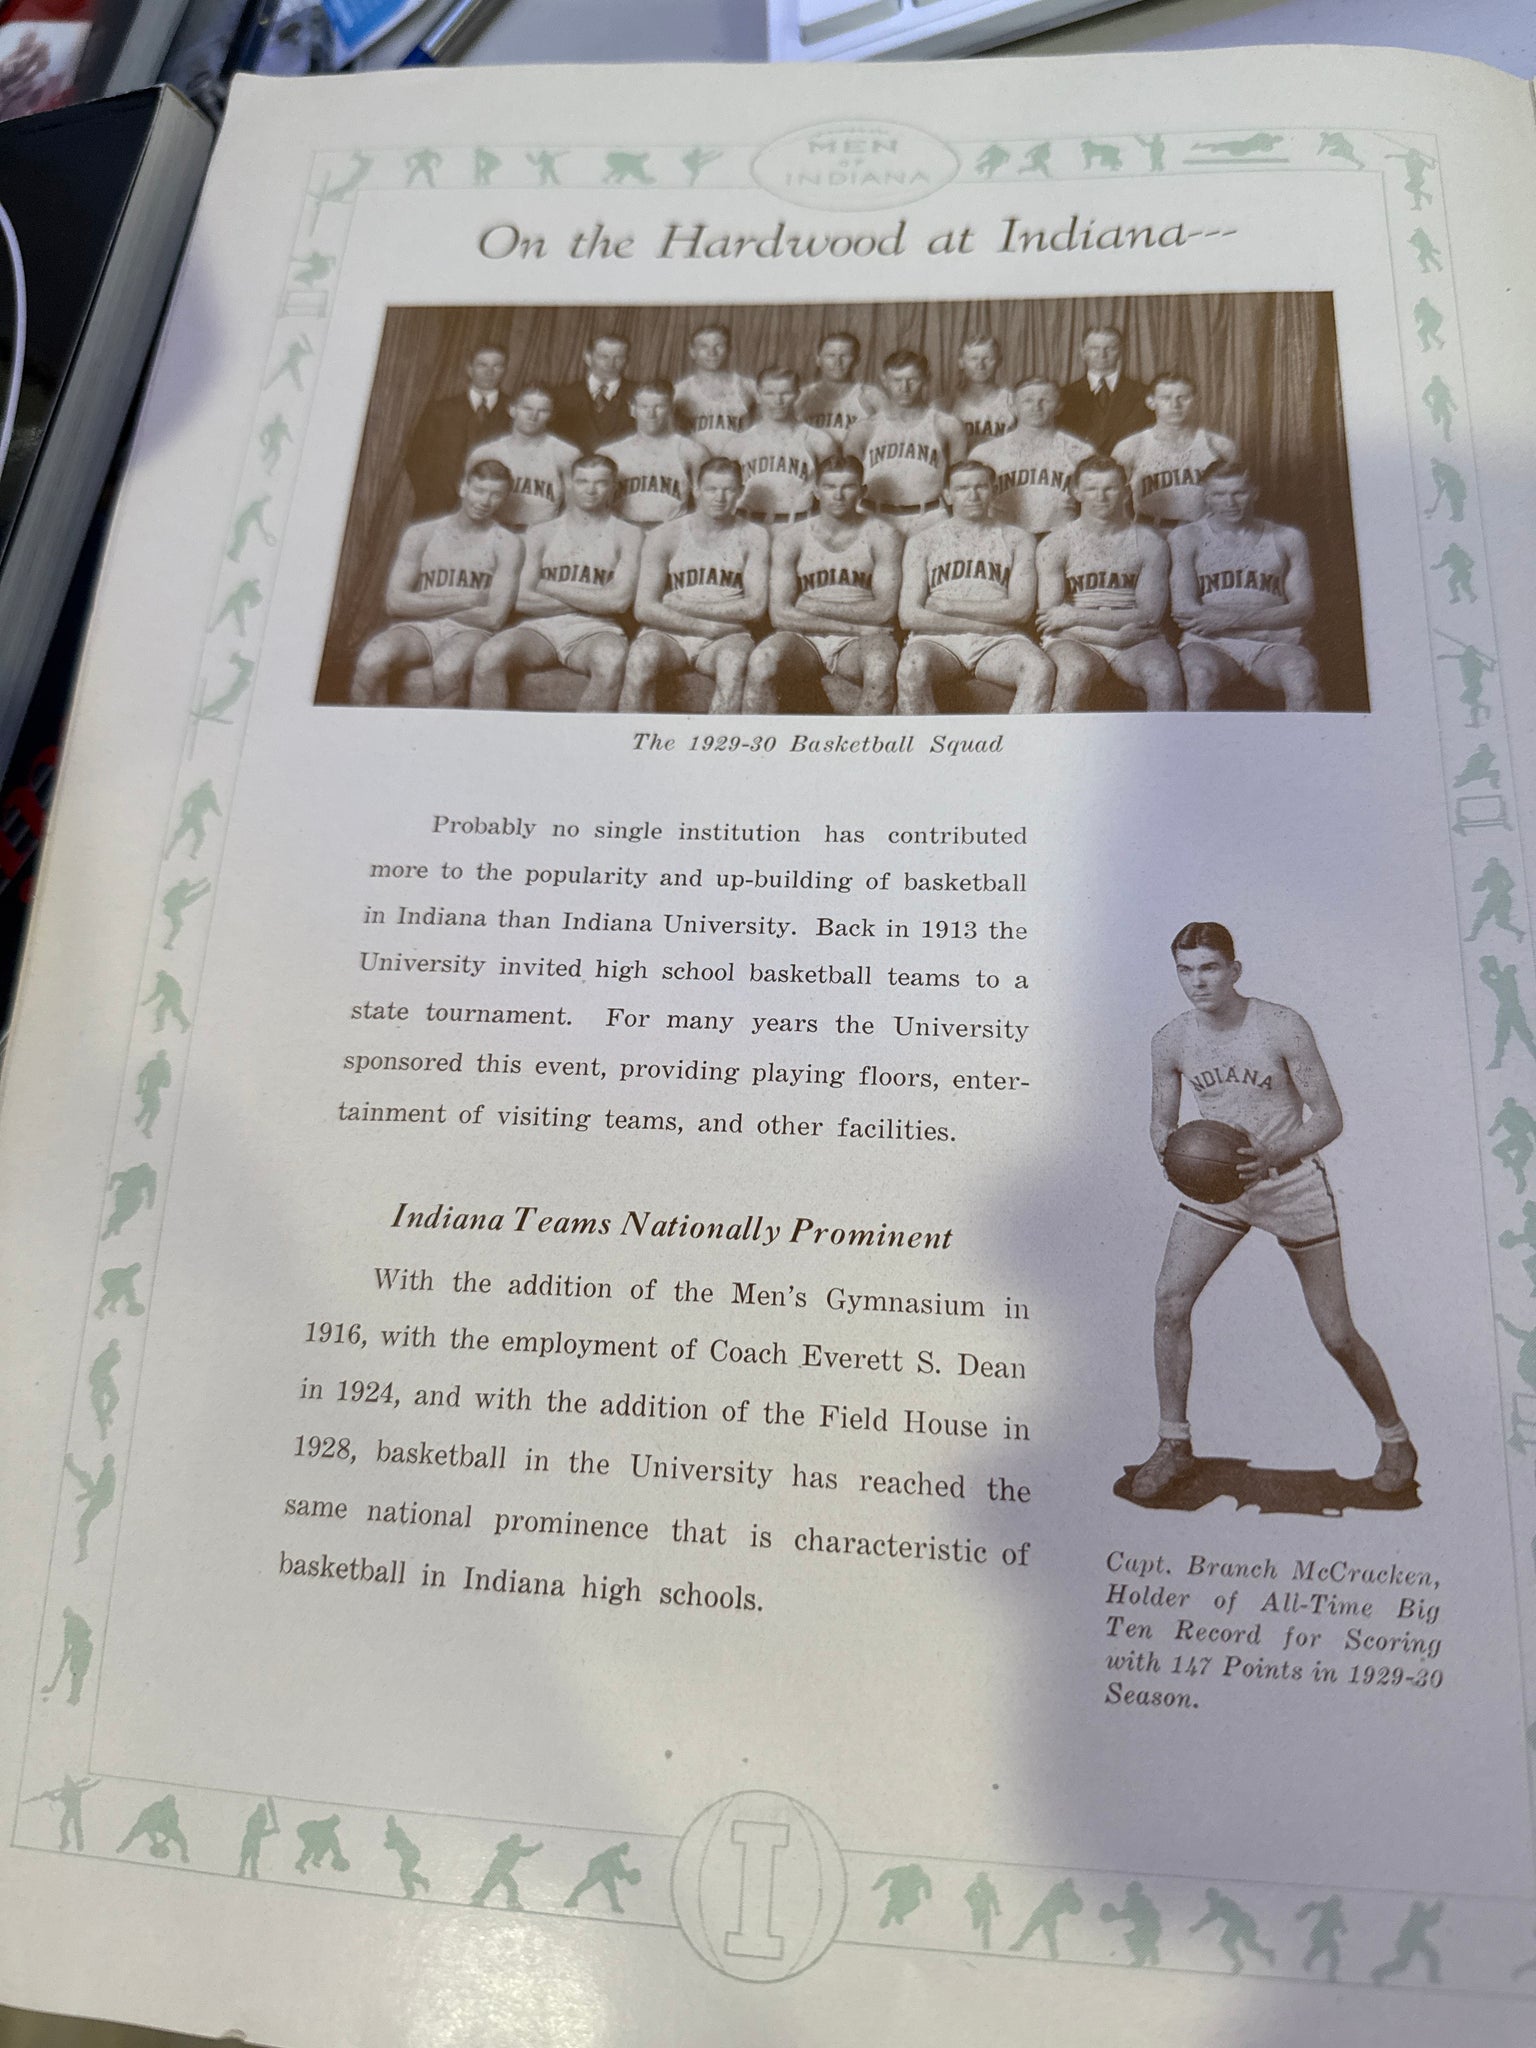 MEN
OF
INDIANA
On the Hardwood at Indiana---
INDIANA
The 1929-30 Basketball Squad
Probably no single institution has contributed
more to the popularity and up-building of basketball
in Indiana than Indiana University. Back in 1913 the
University invited high school basketball teams to a
state tournament. For many years the University
sponsored this event, providing playing floors, enter-
tainment of visiting teams, and other facilities.
Indiana Teams Nationally Prominent
With the addition of the Men's Gymnasium in
1916, with the employment of Coach Everett S. Dean
in 1924, and with the addition of the Field House in
1928, basketball in the University has reached the
same national prominence that is characteristic of
basketball in Indiana high schools.
NDIANA
Capt. Branch McCracken,
Holder of All-Time Big
Ten Record for Scoring
with 147 Points in 1929-30
Season.
I